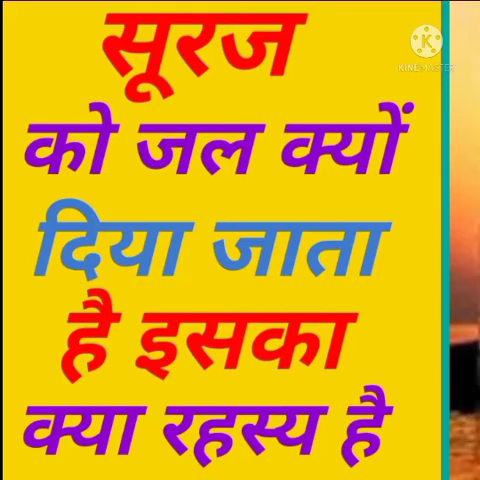 सूरज
को जल क्यों
दिया जाता
है इसका
क्या रहस्य है
KINEMASTER